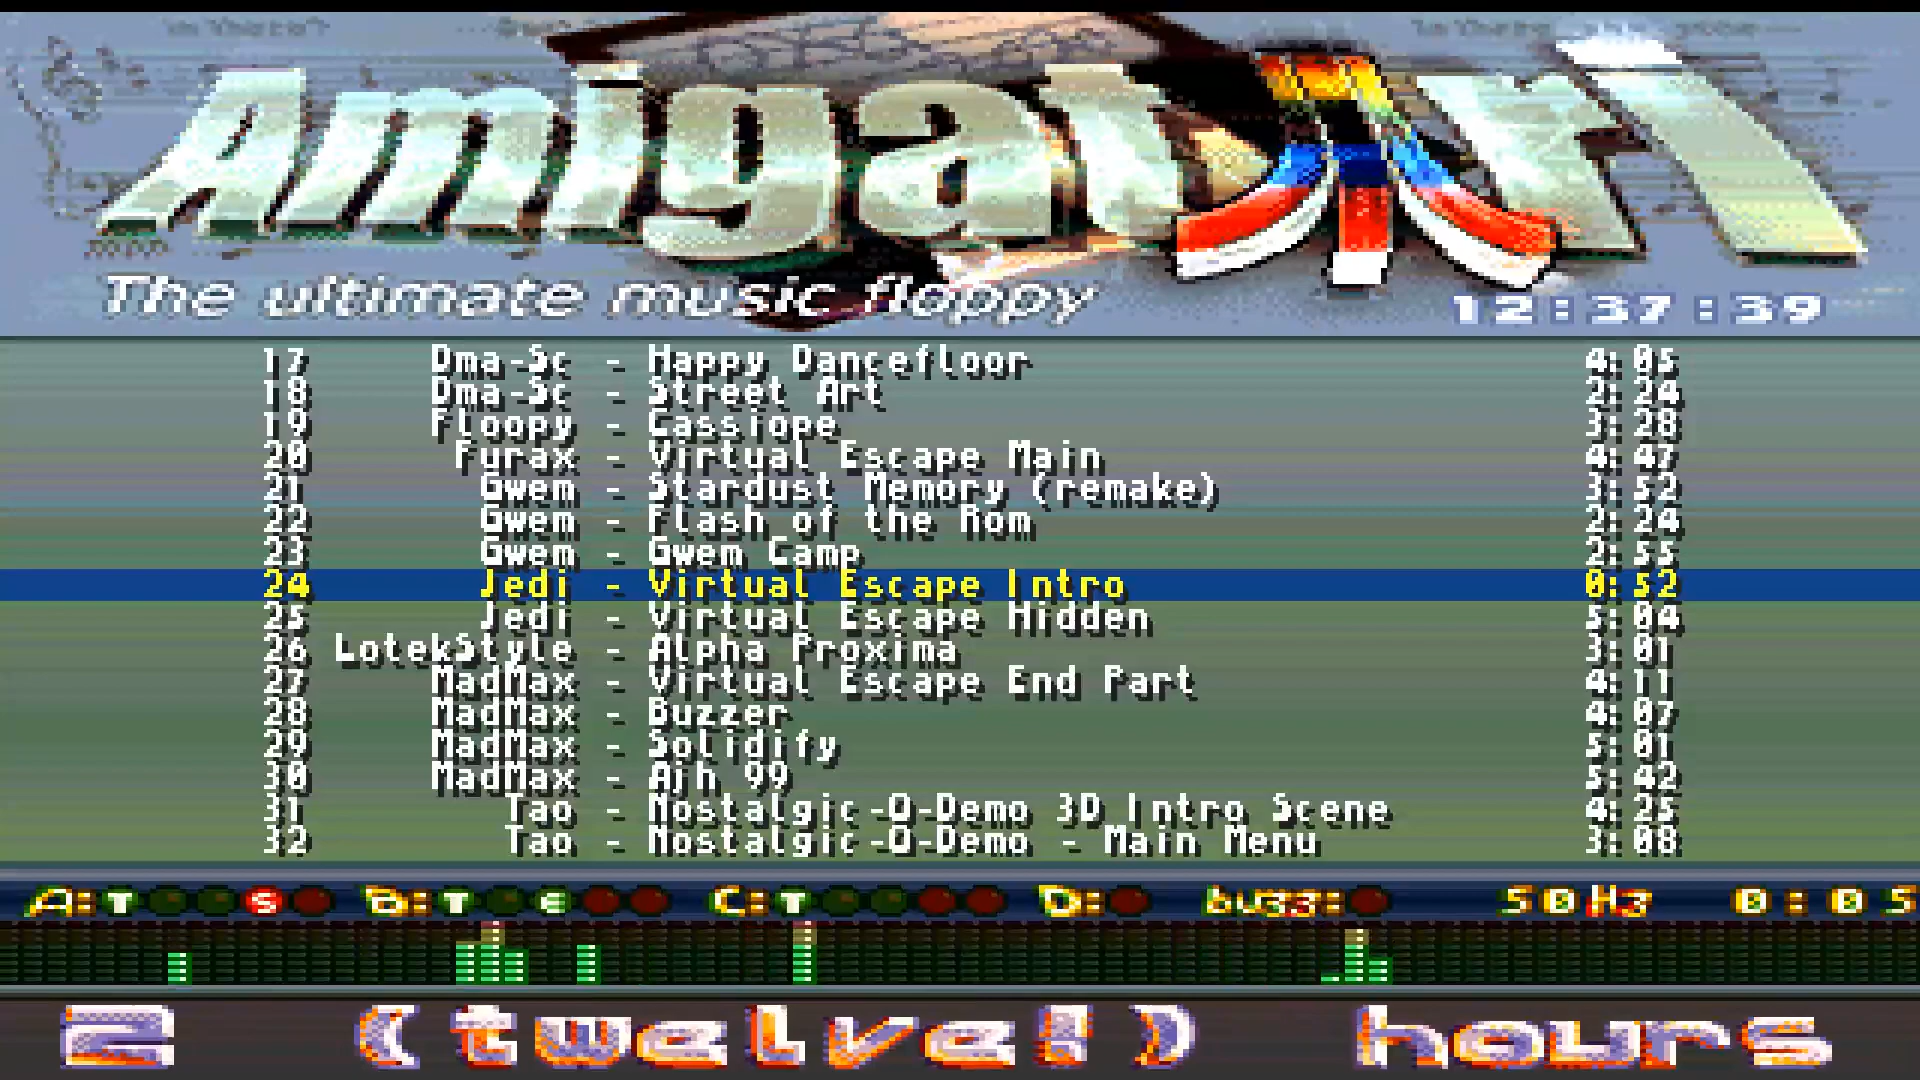 AmigAtari
The ultimate music floppy
12:37:39
17 Dma-Sc - Happy Dancefloor 4:05
18 Dma-Sc - Street Art 2:24
19 Floopy - Cassiope 3:28
20 Furax - Virtual Escape Main 4:47
21 Gwem - Stardust Memory (remake) 3:52
22 Gwem - Flash of the Rom 2:24
23 Gwem - Gwem Camp 2:55
24 Jedi - Virtual Escape Intro 0:52
25 Jedi - Virtual Escape Hidden 5:04
26 LotekStyle - Alpha Proxima 3:01
27 MadMax - Virtual Escape End Part 4:11
28 MadMax - Buzzer 4:07
29 MadMax - Solidify 5:01
30 MadMax - Ajh 99 5:42
31 Tao - Nostalgic-O-Demo 3D Intro Scene 4:25
32 Tao - Nostalgic-O-Demo - Main Menu 3:08
A:T S B:T E C:T D: buzz: 50Hz 0:05
2 (twelve!) hours